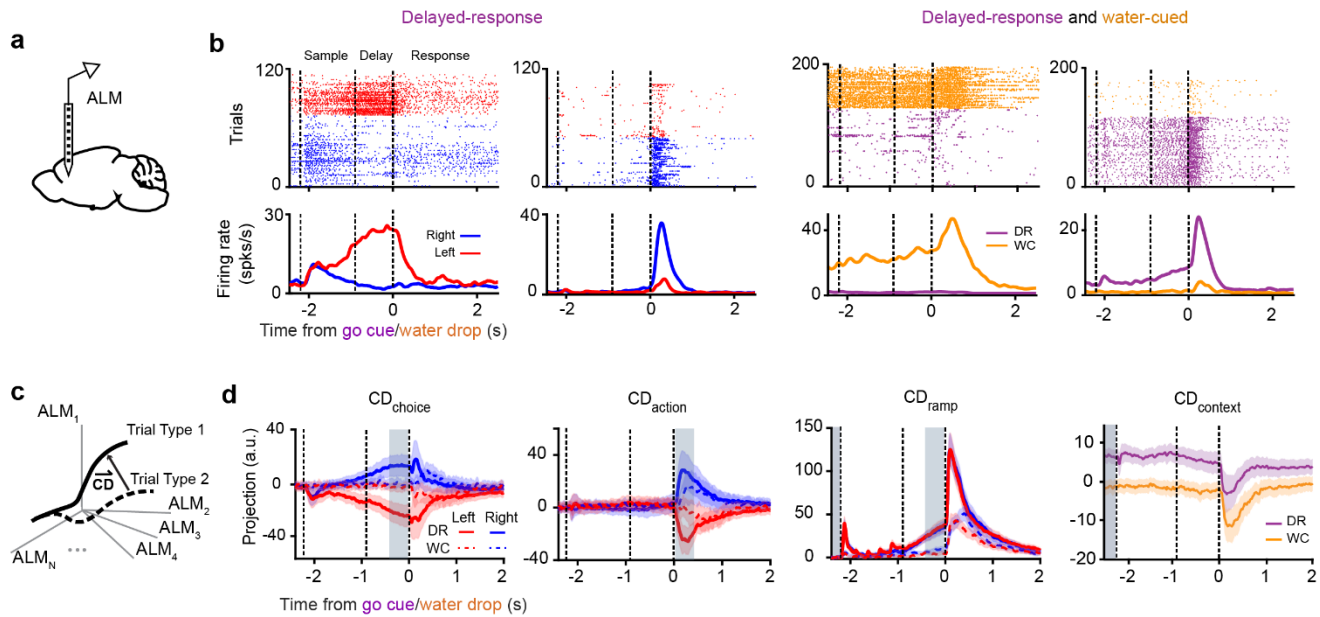 Delayed-response
Delayed-response and water-cued
a
ALM
b
Sample Delay Response
120
Trials
0
30
Firing rate
(spks/s)
0
Right
Left
-2 0 2
-2 0 2
200
0
40
0
DR
WC
-2 0 2
200
0
20
0
-2 0 2
Time from go cue/water drop (s)
c
ALM1
Trial Type 1
CD
Trial Type 2
ALM2
ALM3
ALM4
ALMN
...
d
CDchoice
40
Projection (a.u.)
0
-40
Left Right
DR
WC
-2 -1 0 1 2
CDaction
60
40
0
-40
-2 -1 0 1 2
CDramp
150
100
50
0
-2 -1 0 1 2
CDcontext
20
10
0
-10
-20
DR
WC
-2 -1 0 1 2
Time from go cue/water drop (s)